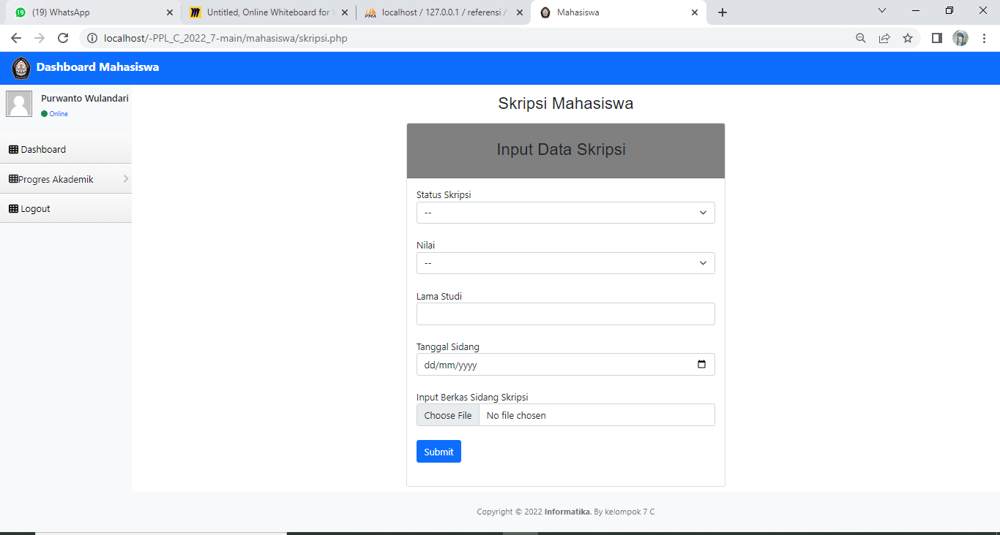 (19) WhatsApp
Untitled, Online Whiteboard for
localhost / 127.0.0.1 / referensi /
Mahasiswa
localhost/-PPL_C_2022_7-main/mahasiswa/skripsi.php
Dashboard Mahasiswa
Purwanto Wulandari
Online
Dashboard
Progres Akademik
Logout
Skripsi Mahasiswa
Input Data Skripsi
Status Skripsi
--
Nilai
--
Lama Studi
Tanggal Sidang
dd/mm/yyyy
Input Berkas Sidang Skripsi
Choose File No file chosen
Submit
Copyright © 2022 Informatika. By kelompok 7 C